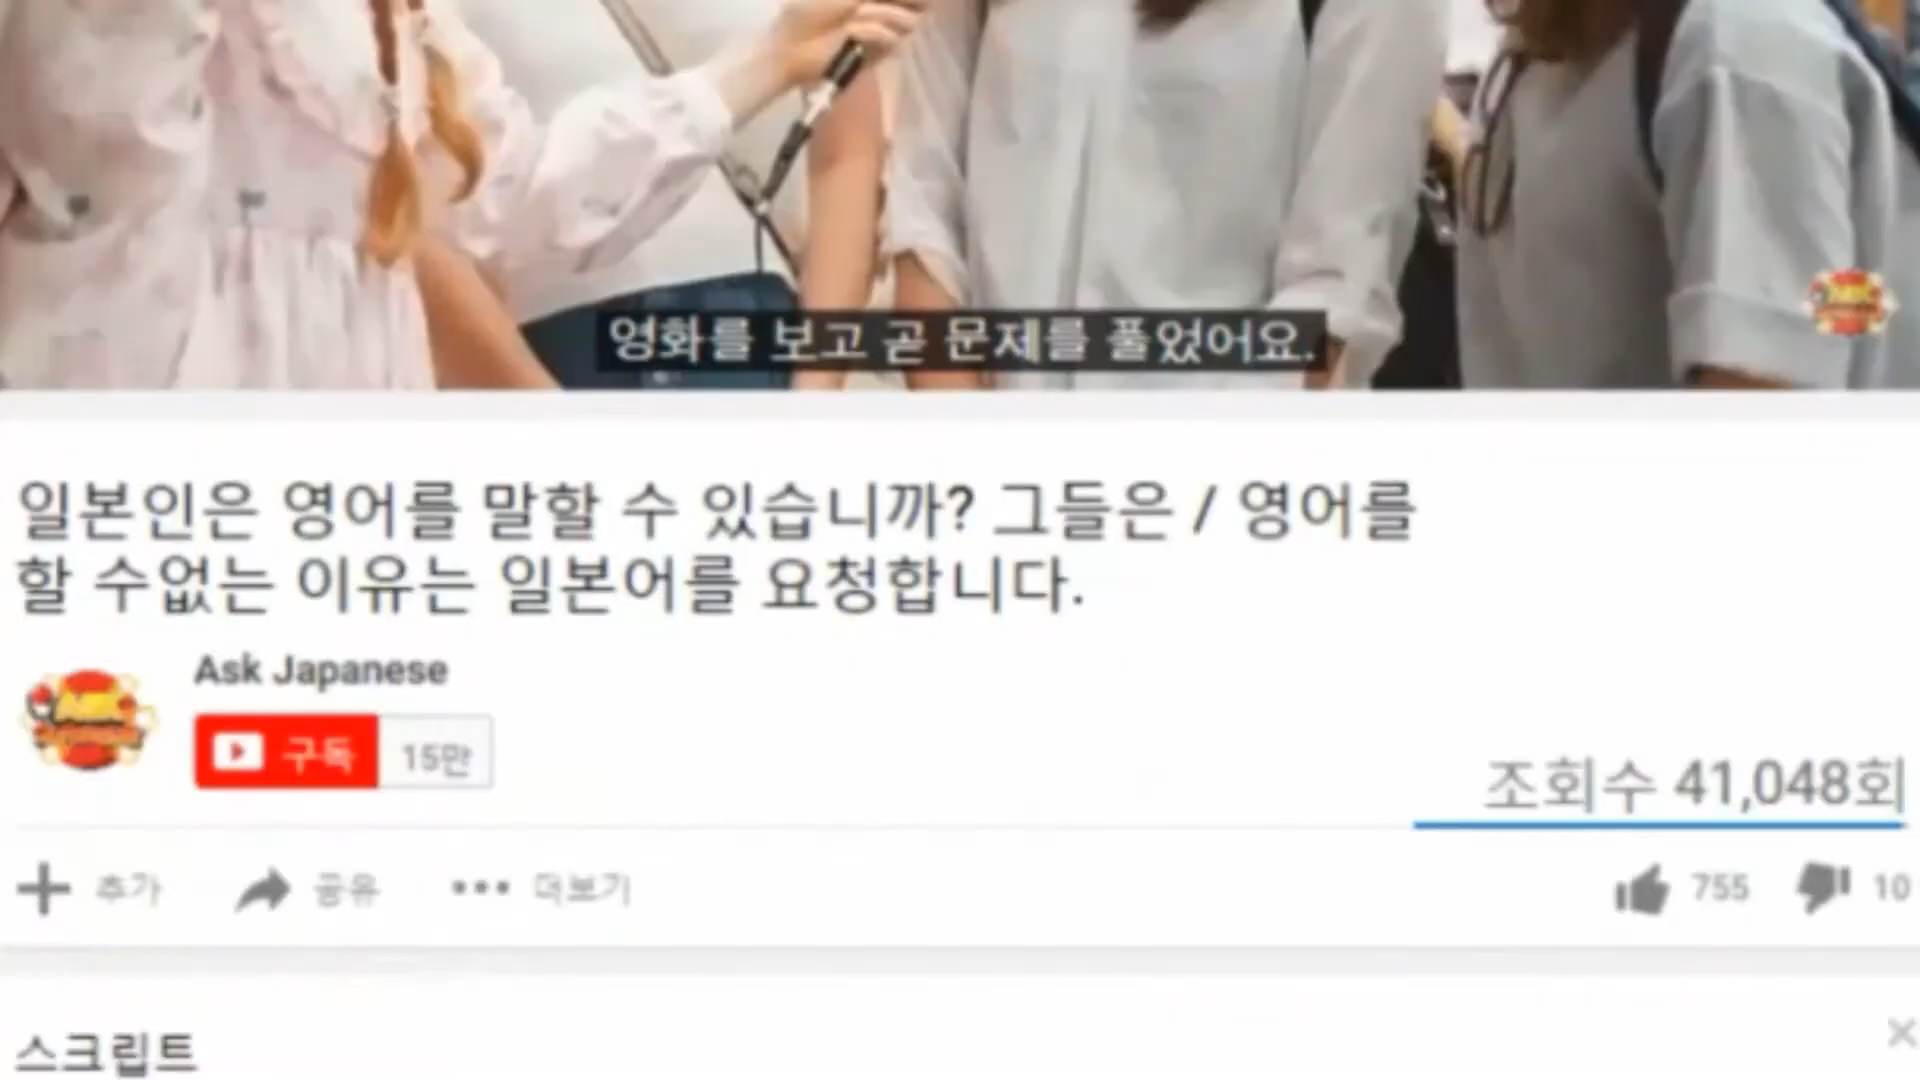 영화를 보고 곧 문제를 풀었어요.
일본인은 영어를 말할 수 있습니까? 그들은 / 영어를
할 수없는 이유는 일본어를 요청합니다.
Ask Japanese
구독 15만
조회수 41,048회
추가 공유 더보기 755 10
스크립트